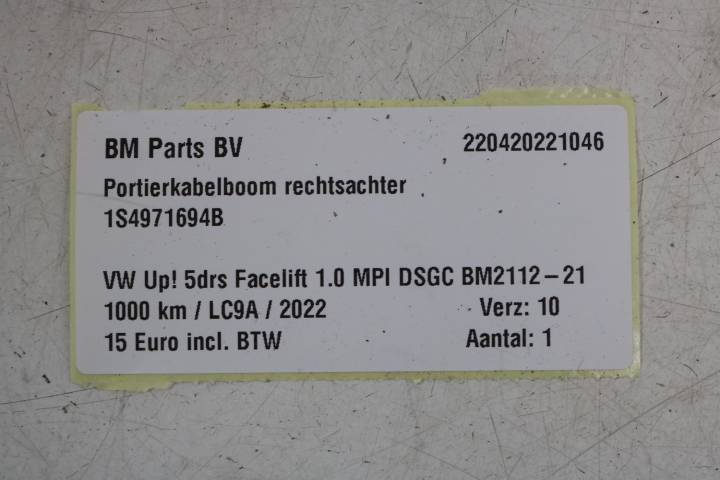 BM Parts BV 220420221046
Portierkabelboom rechtsachter
1S4971694B
VW Up! 5drs Facelift 1.0 MPI DSGC BM2112-21
1000 km / LC9A / 2022 Verz: 10
15 Euro incl. BTW Aantal: 1